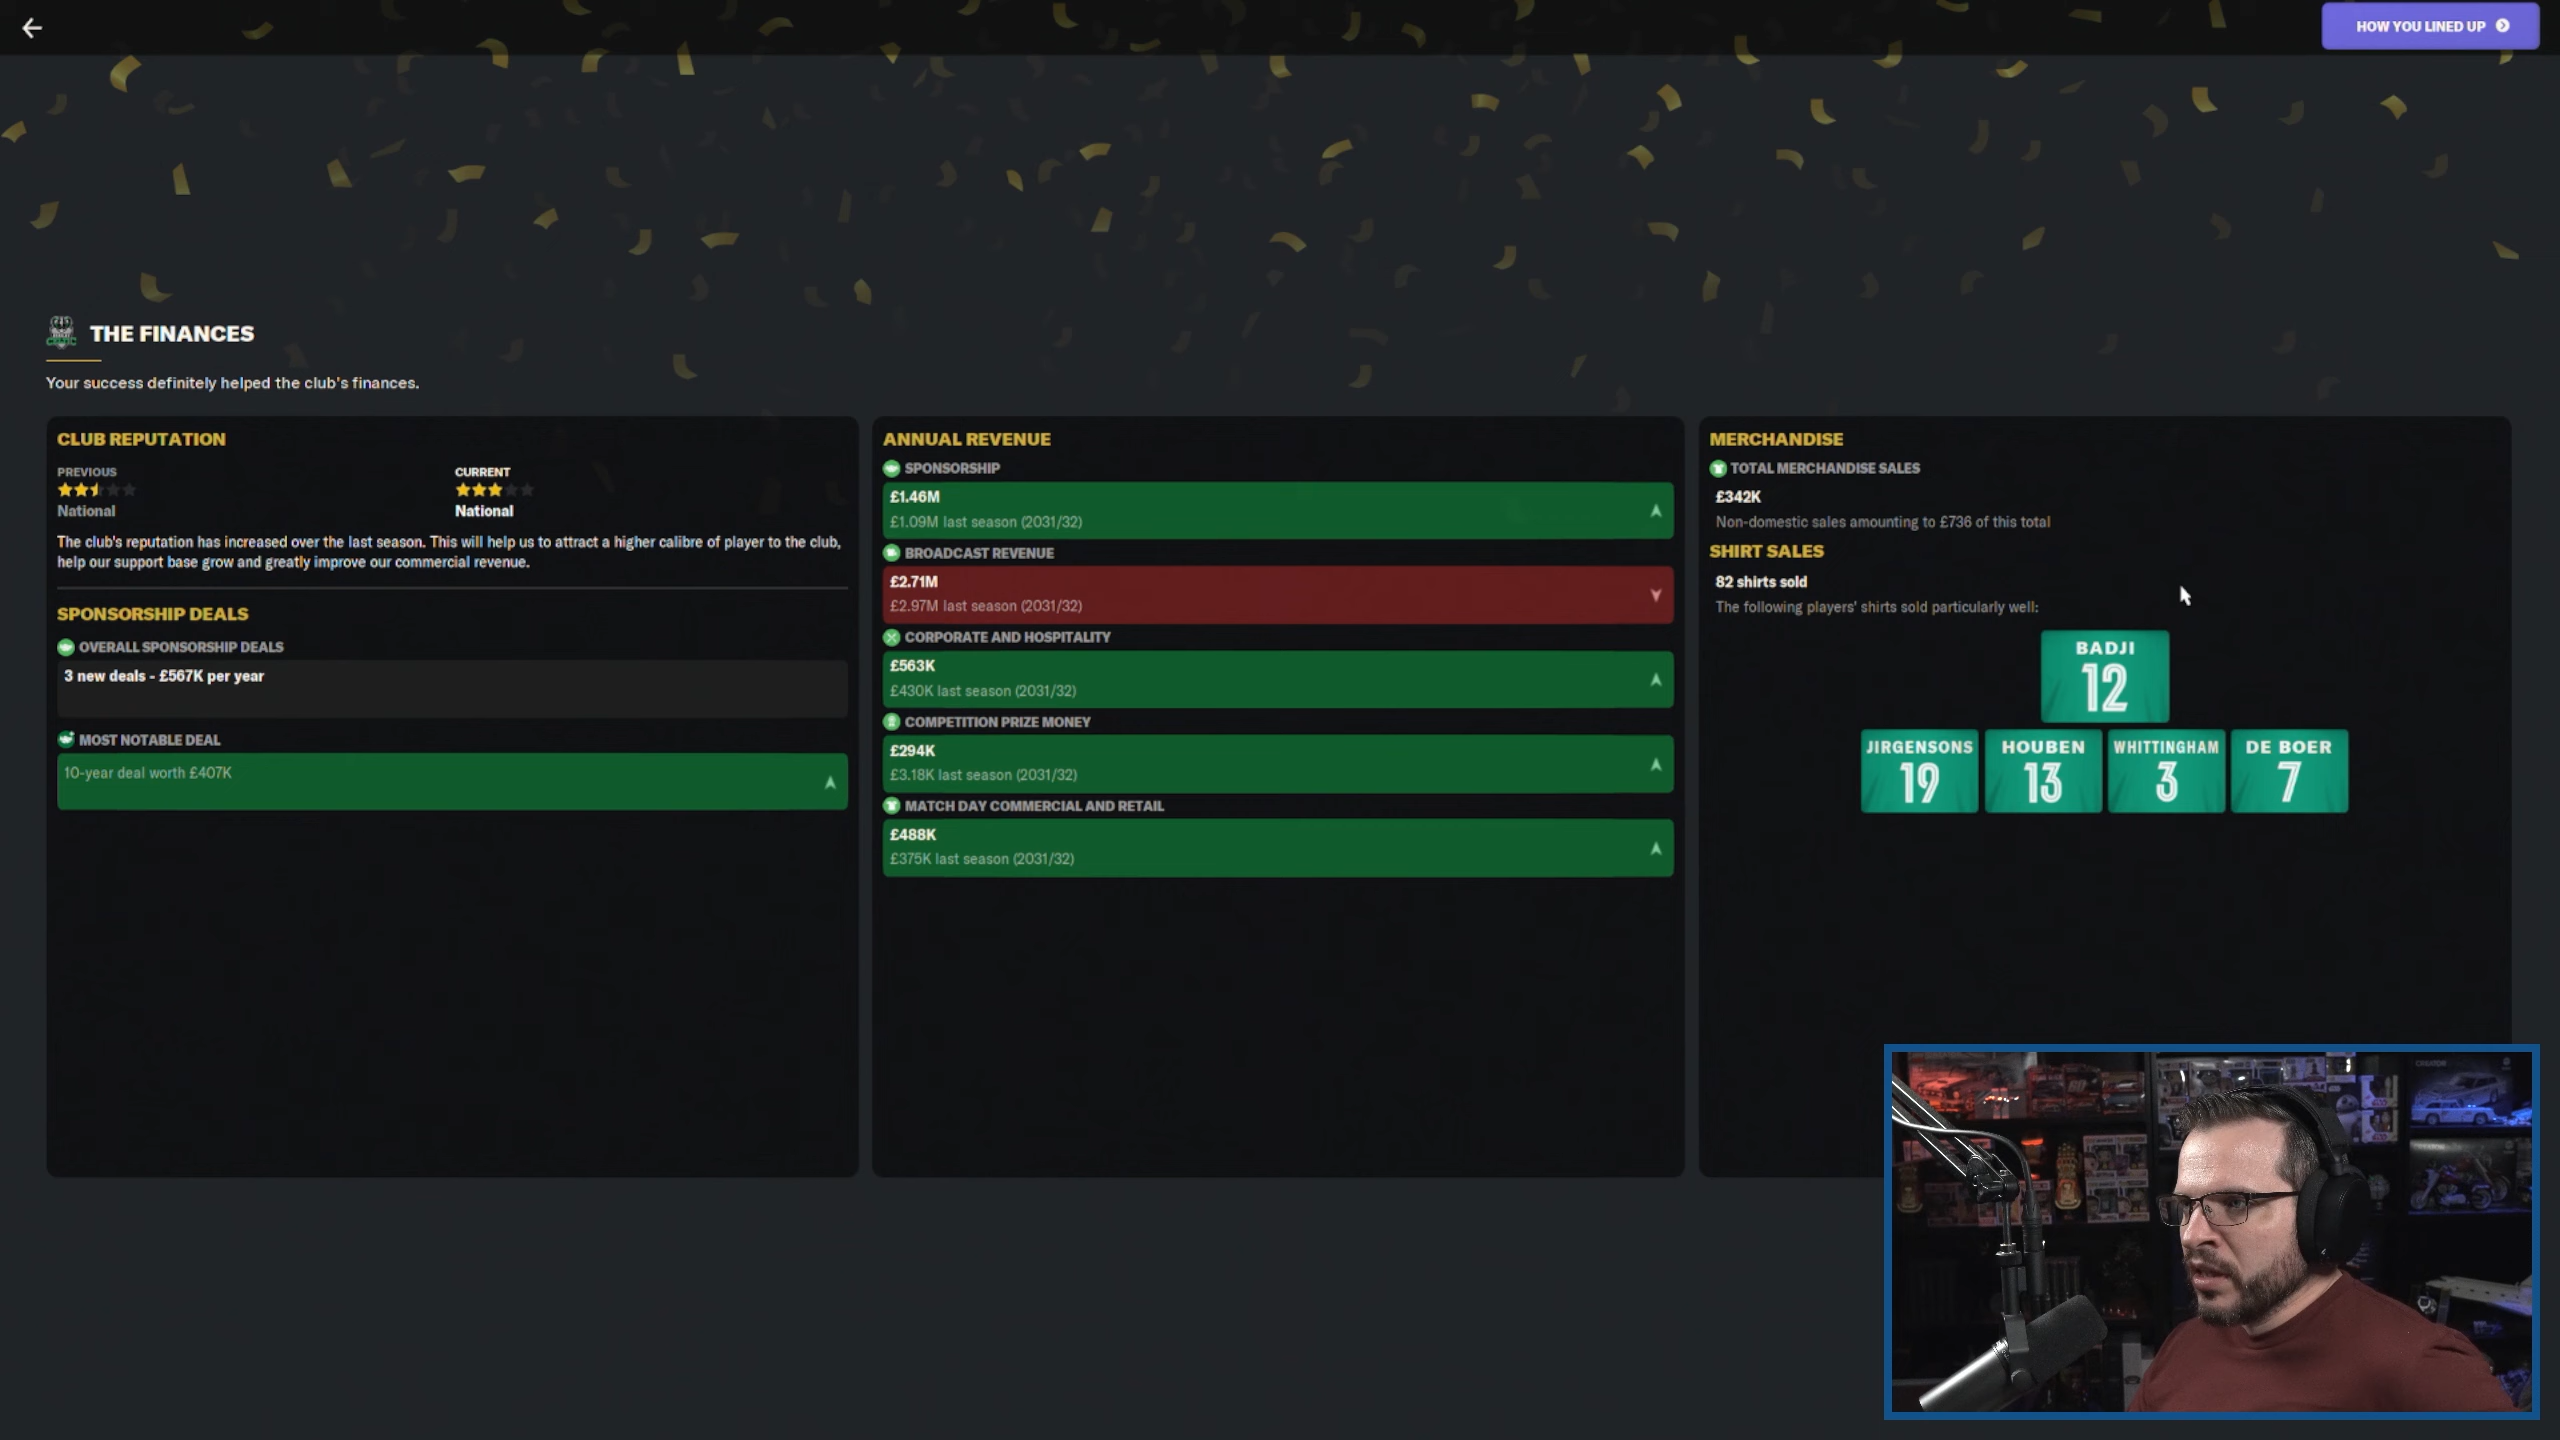 HOW YOU LINED UP
THE FINANCES
Your success definitely helped the club's finances.
CLUB REPUTATION
PREVIOUS
National
CURRENT
National
The club's reputation has increased over the last season. This will help us to attract a higher calibre of player to the club,
help our support base grow and greatly improve our commercial revenue.
SPONSORSHIP DEALS
OVERALL SPONSORSHIP DEALS
3 new deals - £567K per year
MOST NOTABLE DEAL
10-year deal worth £407K
ANNUAL REVENUE
SPONSORSHIP
£1.46M
£1.09M last season (2031/32)
BROADCAST REVENUE
£2.71M
£2.97M last season (2031/32)
CORPORATE AND HOSPITALITY
£563K
£430K last season (2031/32)
COMPETITION PRIZE MONEY
£294K
£3.18K last season (2031/32)
MATCH DAY COMMERCIAL AND RETAIL
£488K
£375K last season (2031/32)
MERCHANDISE
TOTAL MERCHANDISE SALES
£342K
Non-domestic sales amounting to £736 of this total
SHIRT SALES
82 shirts sold
The following players' shirts sold particularly well:
BADJI
12
JIRGENSONS
19
HOUBEN
13
WHITTINGHAM
3
DE BOER
7